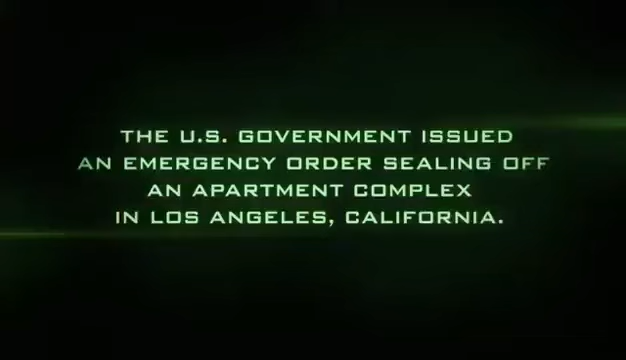 THE U.S. GOVERNMENT ISSUED
AN EMERGENCY ORDER SEALING OFF
AN APARTMENT COMPLEX
IN LOS ANGELES, CALIFORNIA.